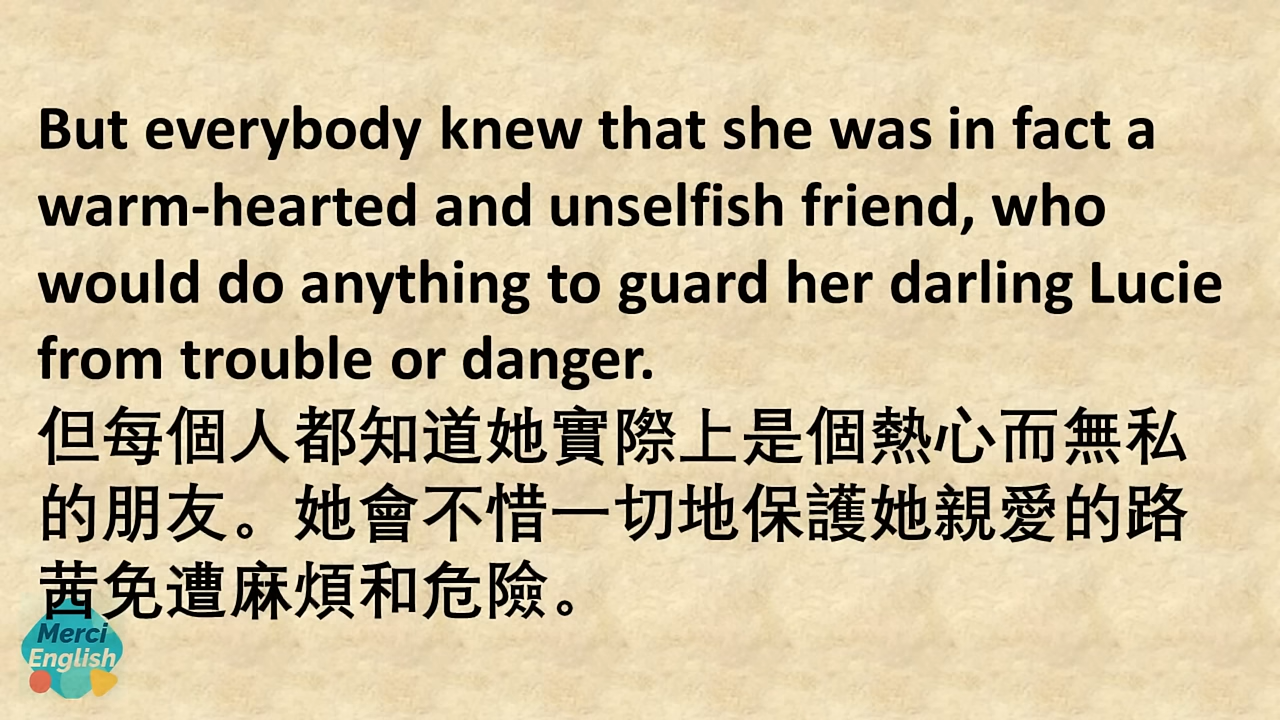 But everybody knew that she was in fact a
warm-hearted and unselfish friend, who
would do anything to guard her darling Lucie
from trouble or danger.
但每個人都知道她實際上是個熱心而無私
的朋友。她會不惜一切地保護她親愛的路
茜免遭麻煩和危險。
Merci
English